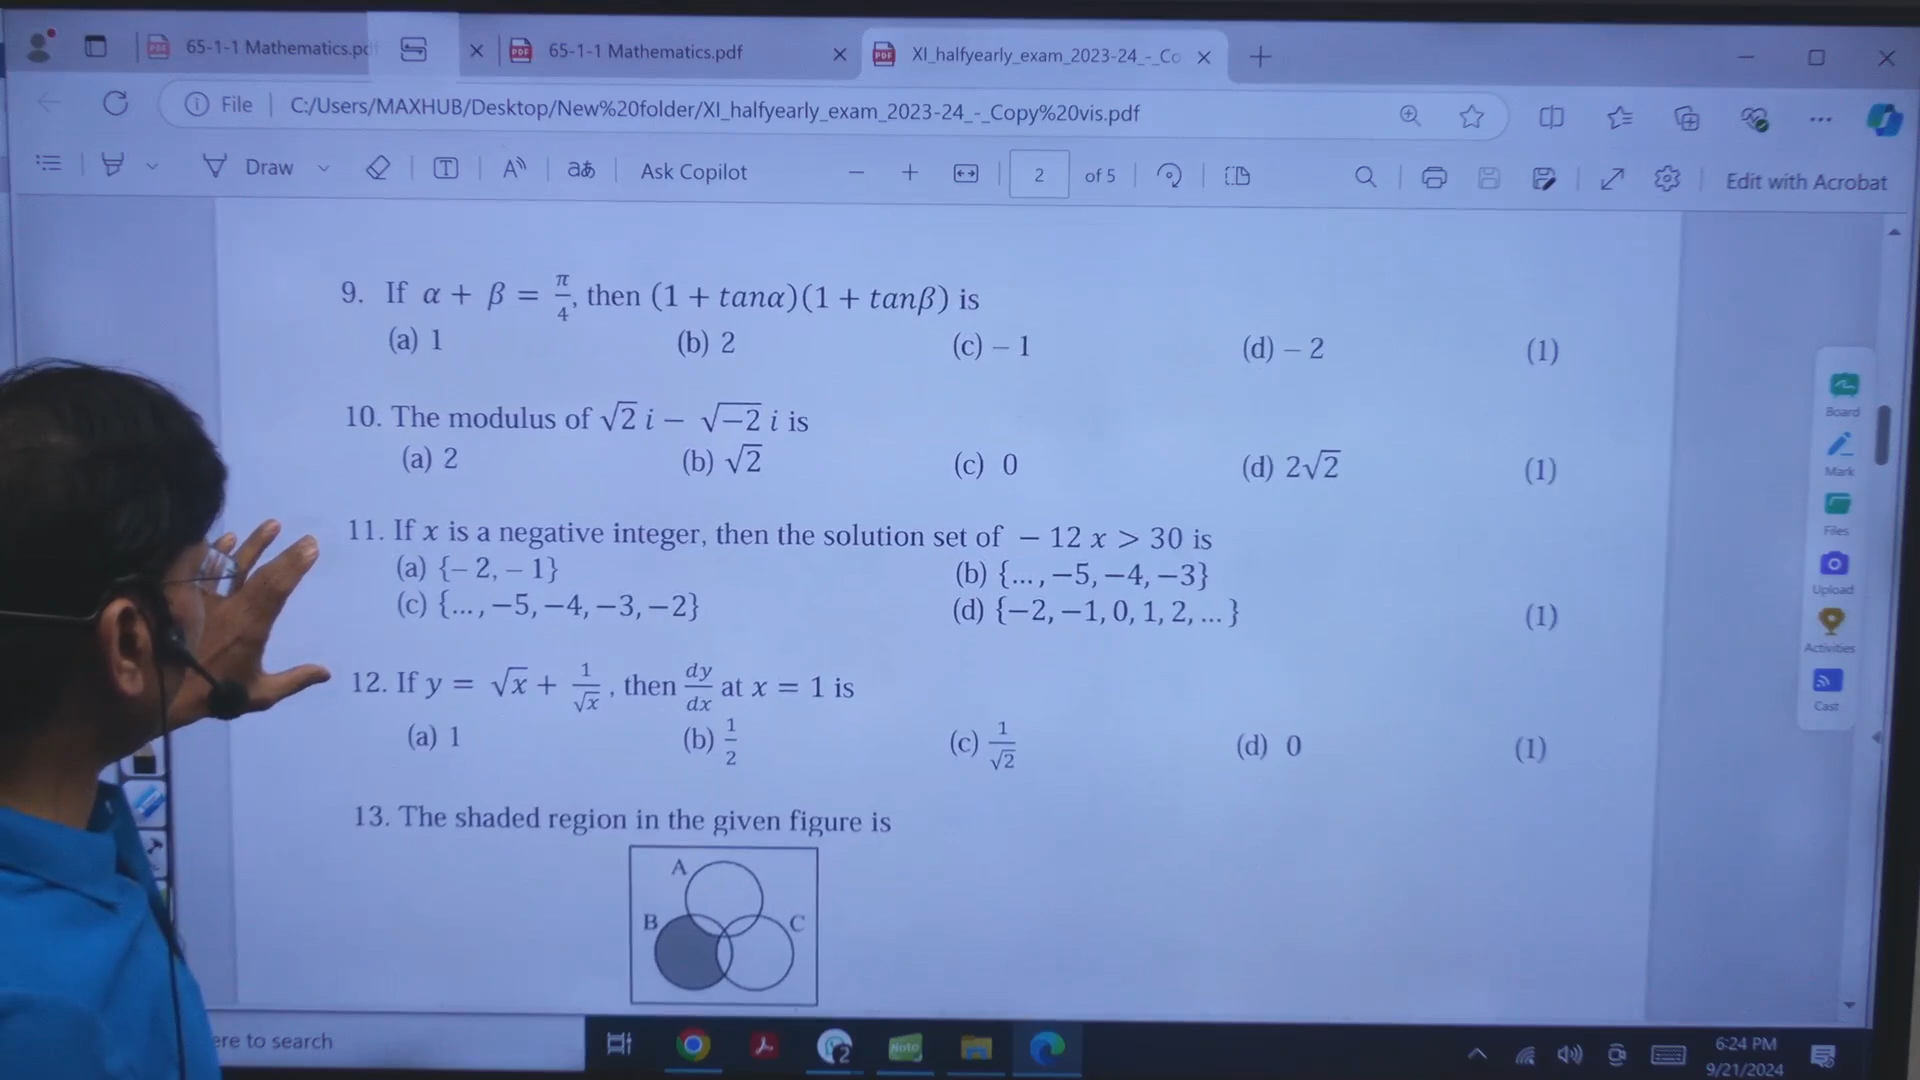 65-1-1 Mathematics.pd
65-1-1 Mathematics.pdf
XI_halfyearly_exam_2023-24_-_Co
File
C:/Users/MAXHUB/Desktop/New%20folder/XI_halfyearly_exam_2023-24_-_Copy%20vis.pdf
Draw
Ask Copilot
2 of 5
Edit with Acrobat
9. If α + β = π/4, then (1 + tanα)(1 + tanβ) is
(a) 1 (b) 2 (c) – 1 (d) – 2 (1)
10. The modulus of √2 i − √−2 i is
(a) 2 (b) √2 (c) 0 (d) 2√2 (1)
11. If x is a negative integer, then the solution set of − 12 x > 30 is
(a) {– 2, – 1} (b) {…, −5, −4, −3}
(c) {…, −5, −4, −3, −2} (d) {−2, −1, 0, 1, 2, … } (1)
12. If y = √x + 1/√x , then dy/dx at x = 1 is
(a) 1 (b) 1/2 (c) 1/√2 (d) 0 (1)
13. The shaded region in the given figure is
A
B
C
Board
Mark
Files
Upload
Activities
Cast
ere to search
2
Note
6:24 PM
9/21/2024